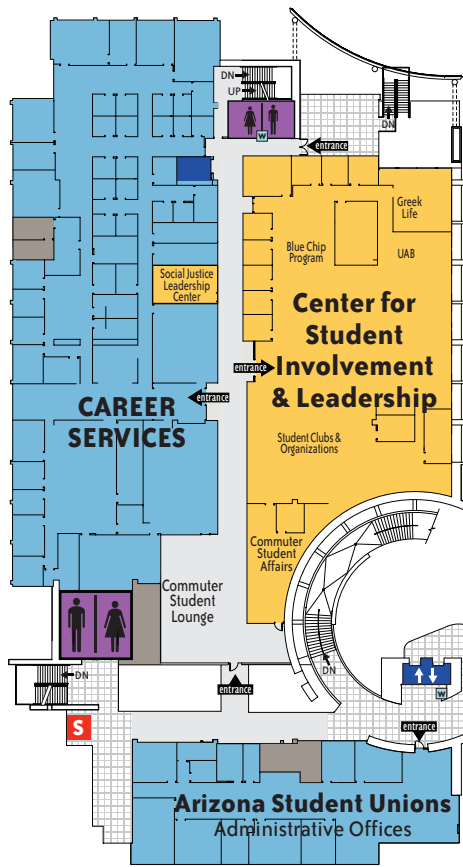 DN
UP
W
DN
entrance
Greek
Life
Blue Chip
Program
UAB
Social Justice
Leadership
Center
Center for
Student
Involvement
& Leadership
entrance
entrance
CAREER
SERVICES
Student Clubs &
Organizations
Commuter
Student
Affairs
Commuter
Student
Lounge
DN
DN
W
entrance
S
entrance
Arizona Student Unions
Administrative Offices